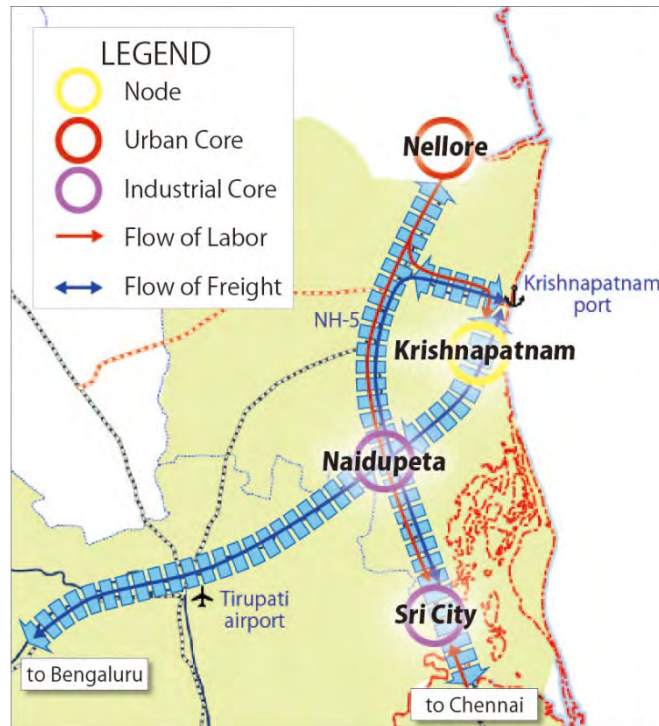 LEGEND
Node
Urban Core
Industrial Core
Flow of Labor
Flow of Freight
Nellore
Krishnapatnam
port
NH-5
Krishnapatnam
Naidupeta
Tirupati
airport
Sri City
to Bengaluru
to Chennai